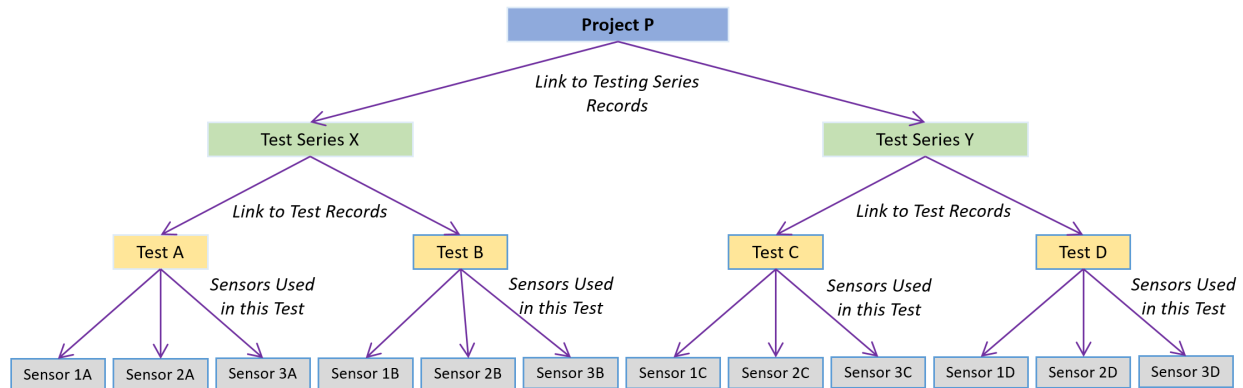 Project P
Link to Testing Series
Records
Test Series X
Test Series Y
Link to Test Records
Link to Test Records
Test A
Test B
Test C
Test D
Sensors Used
in this Test
Sensors Used
in this Test
Sensors Used
in this Test
Sensors Used
in this Test
Sensor 1A
Sensor 2A
Sensor 3A
Sensor 1B
Sensor 2B
Sensor 3B
Sensor 1C
Sensor 2C
Sensor 3C
Sensor 1D
Sensor 2D
Sensor 3D